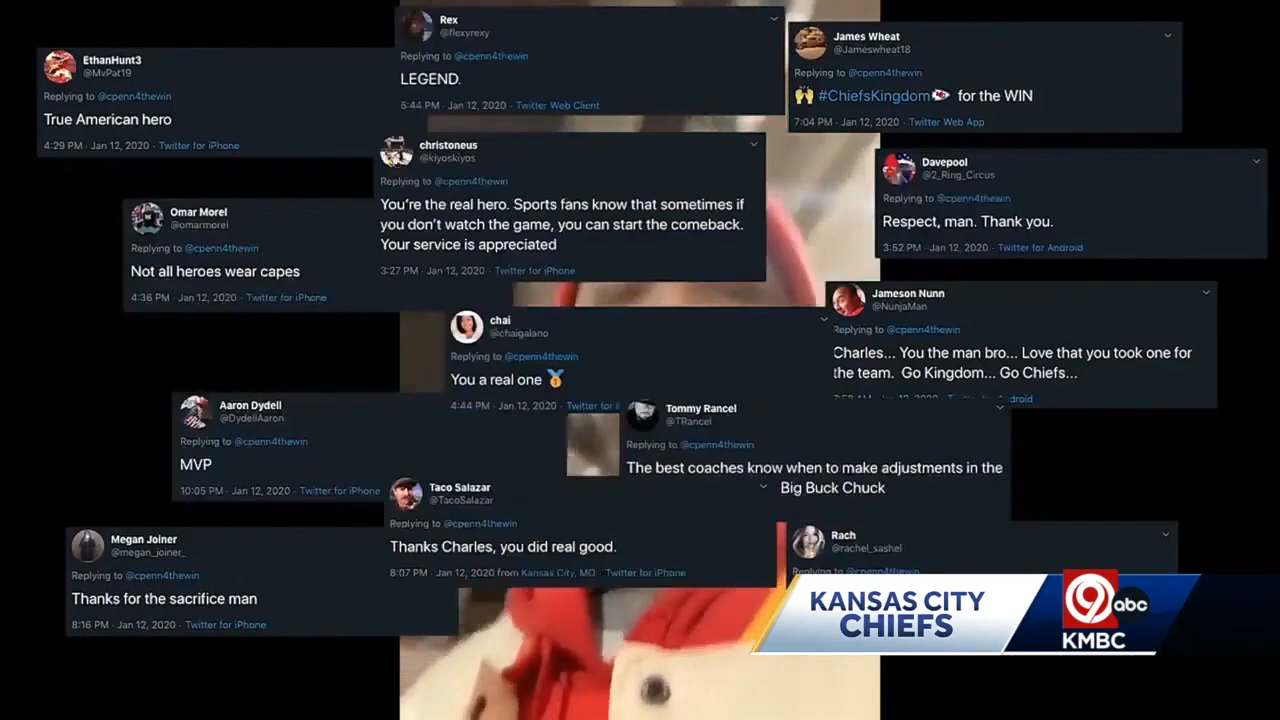 Rex
@flexyrexy
Replying to @cpenn4thewin
LEGEND.
6:44 PM · Jan 12, 2020 · Twitter Web Client
James Wheat
@Jameswheat18
Replying to @cpenn4thewin
#ChiefsKingdom for the WIN
7:04 PM · Jan 12, 2020 · Twitter Web App
EthanHunt3
@MvPat19
Replying to @cpenn4thewin
True American hero
4:29 PM · Jan 12, 2020 · Twitter for iPhone
christoneus
@kiyoskiyos
Replying to @cpenn4thewin
You're the real hero. Sports fans know that sometimes if
you don't watch the game, you can start the comeback.
Your service is appreciated
3:27 PM · Jan 12, 2020 · Twitter for iPhone
Davepool
@2_Ring_Circus
Replying to @cpenn4thewin
Respect, man. Thank you.
3:52 PM · Jan 12, 2020 · Twitter for Android
Omar Morel
@omarmorel
Replying to @cpenn4thewin
Not all heroes wear capes
4:36 PM · Jan 12, 2020 · Twitter for iPhone
Jameson Nunn
@NunjaMan
Replying to @cpenn4thewin
Charles... You the man bro... Love that you took one for
the team. Go Kingdom... Go Chiefs...
chai
@chaigalano
Replying to @cpenn4thewin
You a real one
4:44 PM · Jan 12, 2020 · Twitter for
Aaron Dydell
@DydellAaron
Replying to @cpenn4thewin
MVP
10:05 PM · Jan 12, 2020 · Twitter for iPhone
Tommy Rancel
@TRancel
Replying to @cpenn4thewin
The best coaches know when to make adjustments in the
Big Buck Chuck
Taco Salazar
@TacoSalazar
Replying to @cpenn4thewin
Thanks Charles, you did real good.
8:07 PM · Jan 12, 2020 from Kansas City, MO · Twitter for iPhone
Megan Joiner
@megan_joiner_
Replying to @cpenn4thewin
Thanks for the sacrifice man
8:16 PM · Jan 12, 2020 · Twitter for iPhone
Rach
@rachel_sashel
Replying to @cpenn4thewin
KANSAS CITY
CHIEFS
9 abc
KMBC